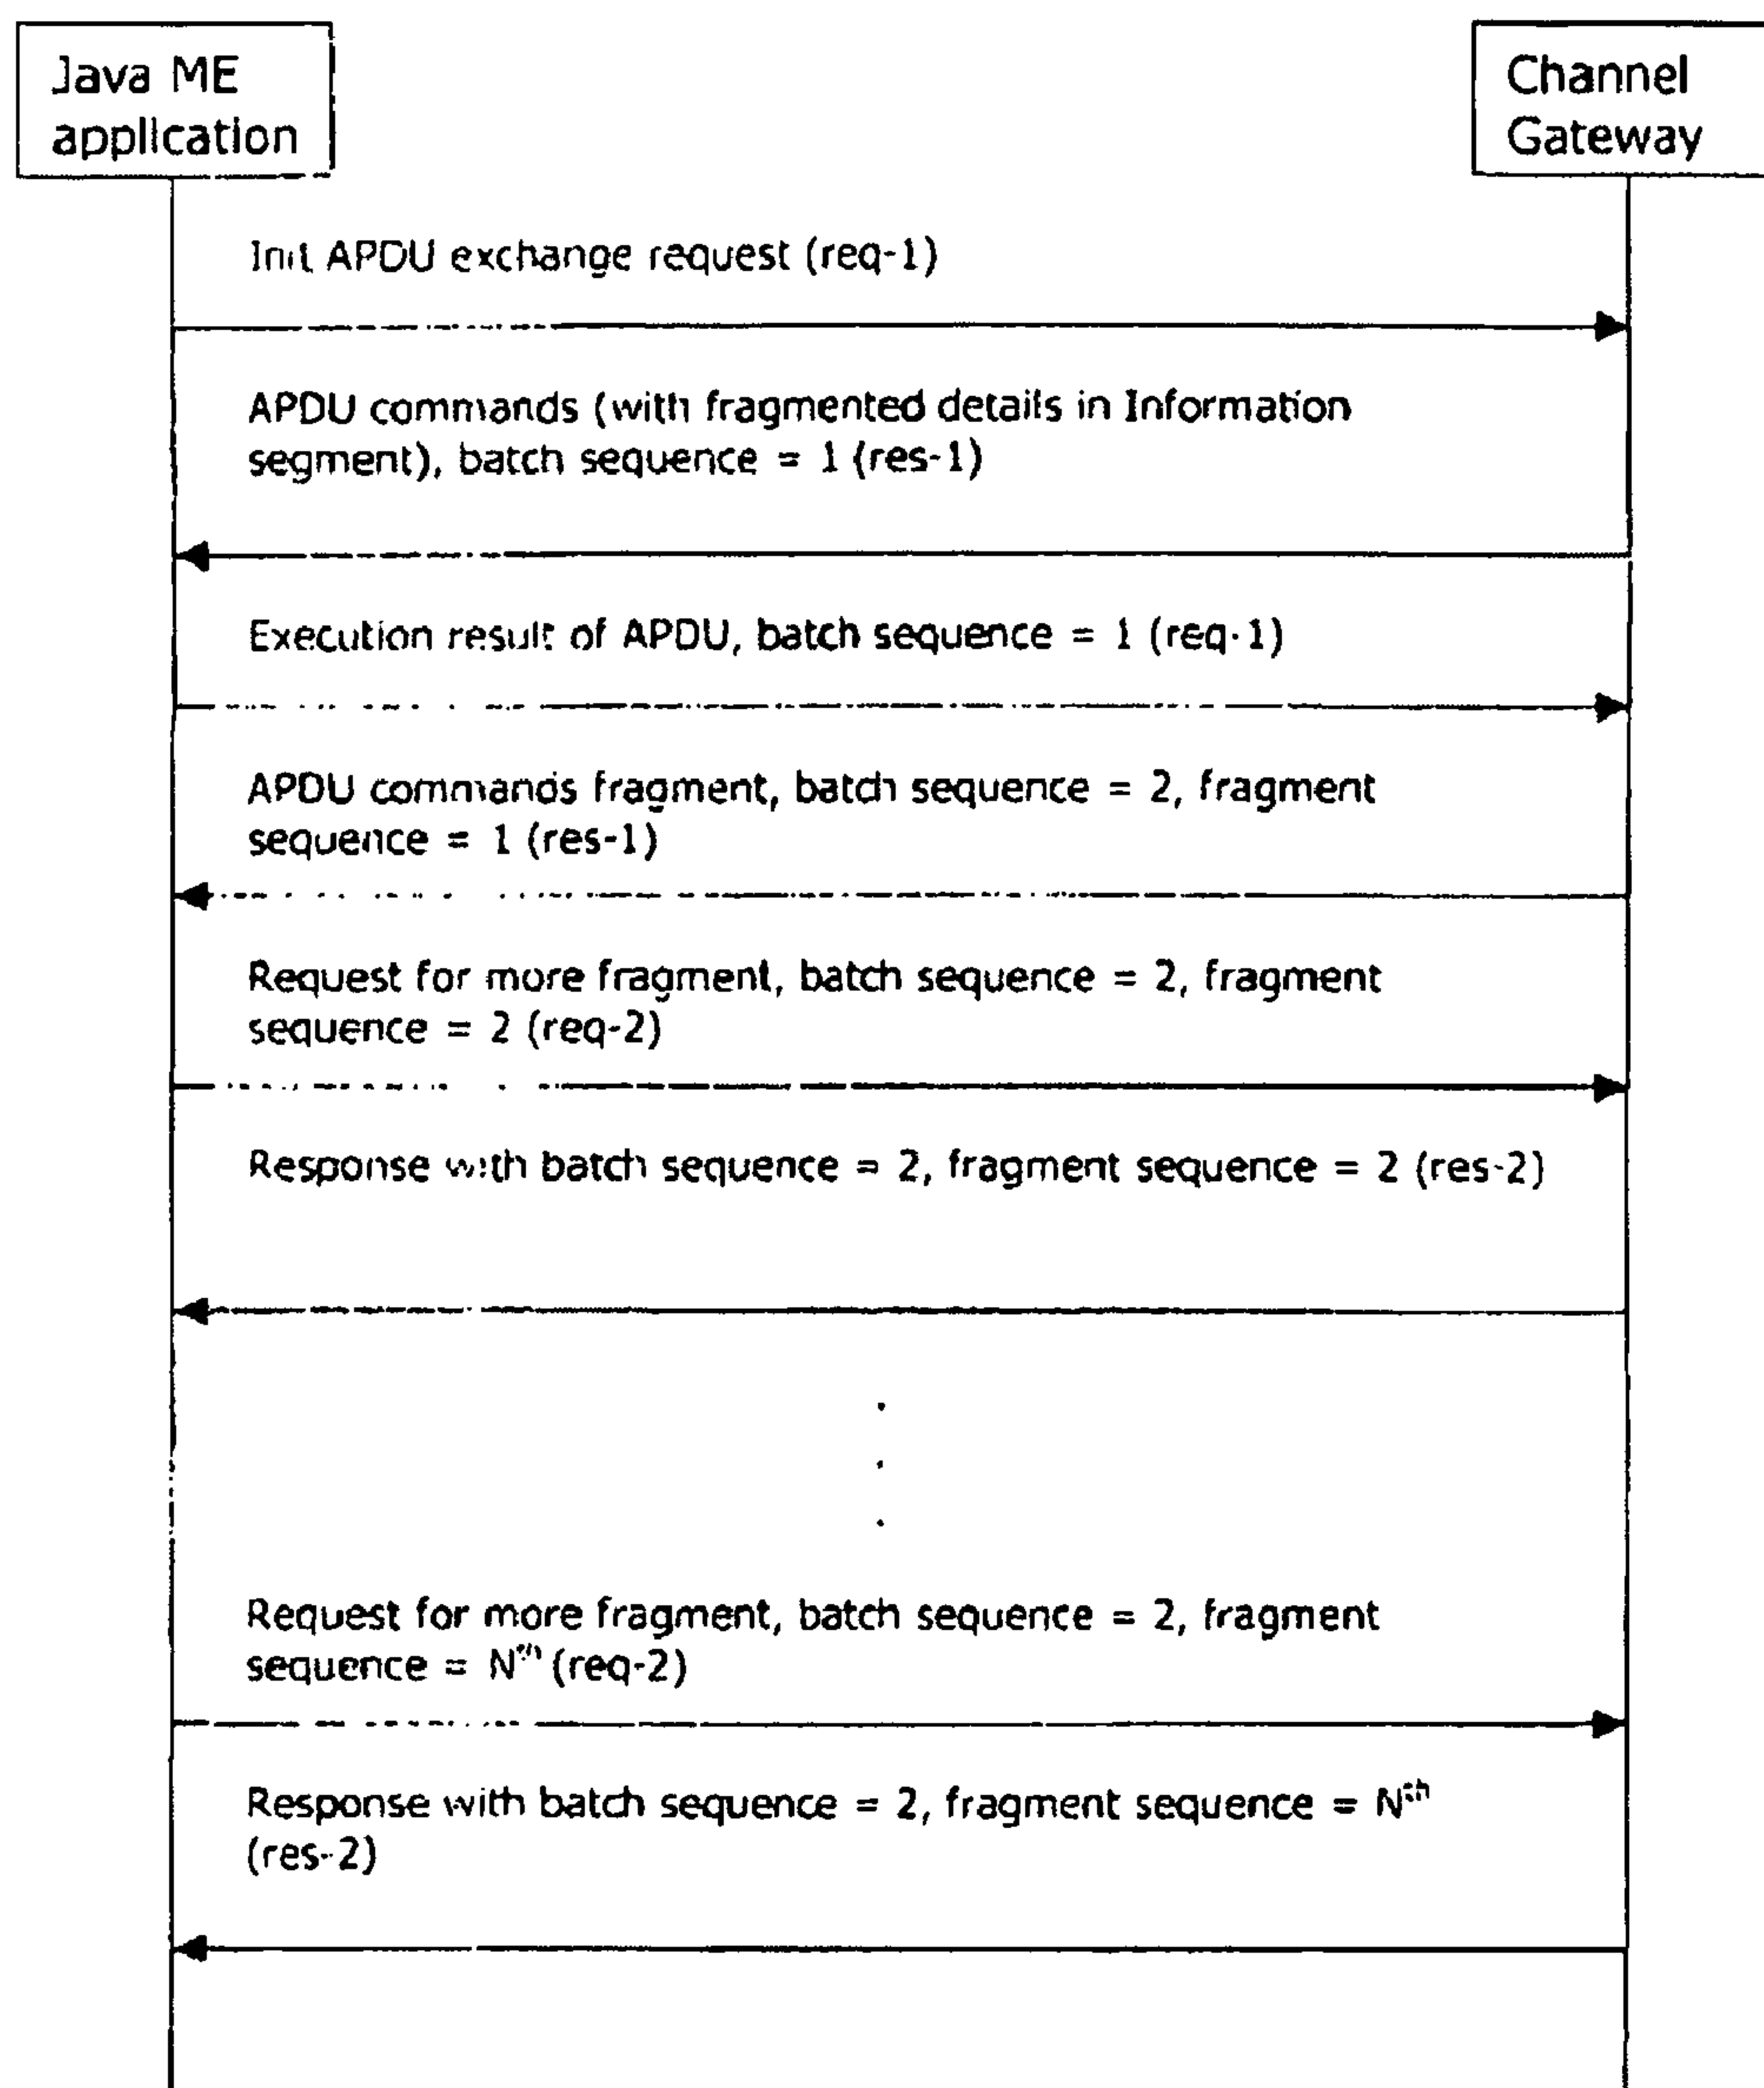 Java ME
application
Channel
Gateway
Init APDU exchange request (req-1)
APDU commands (with fragmented details in Information
segment), batch sequence = 1 (res-1)
Execution result of APDU, batch sequence = 1 (req-1)
APDU commands fragment, batch sequence = 2, fragment
sequence = 1 (res-1)
Request for more fragment, batch sequence = 2, fragment
sequence = 2 (req-2)
Response with batch sequence = 2, fragment sequence = 2 (res-2)
Request for more fragment, batch sequence = 2, fragment
sequence = Nth (req-2)
Response with batch sequence = 2, fragment sequence = Nth
(res-2)